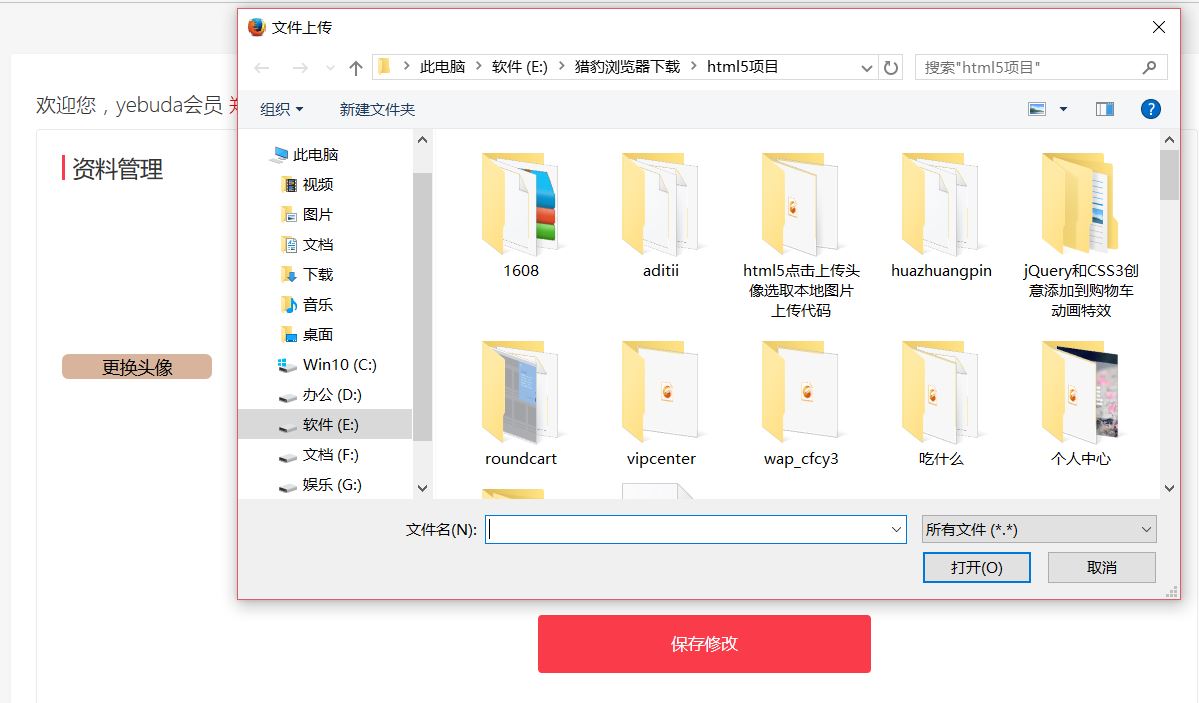 文件上传
此电脑 软件 (E:) 猎豹浏览器下载 html5项目
搜索"html5项目"
组织 新建文件夹
欢迎您，yebuda会员
资料管理
更换头像
此电脑
视频
图片
文档
下载
音乐
桌面
Win10 (C:)
办公 (D:)
软件 (E:)
文档 (F:)
娱乐 (G:)
1608
aditii
html5点击上传头
像选取本地图片
上传代码
huazhuangpin
jQuery和CSS3创
意添加到购物车
动画特效
roundcart
vipcenter
wap_cfcy3
吃什么
个人中心
文件名(N):
所有文件 (*.*)
打开(O)
取消
保存修改